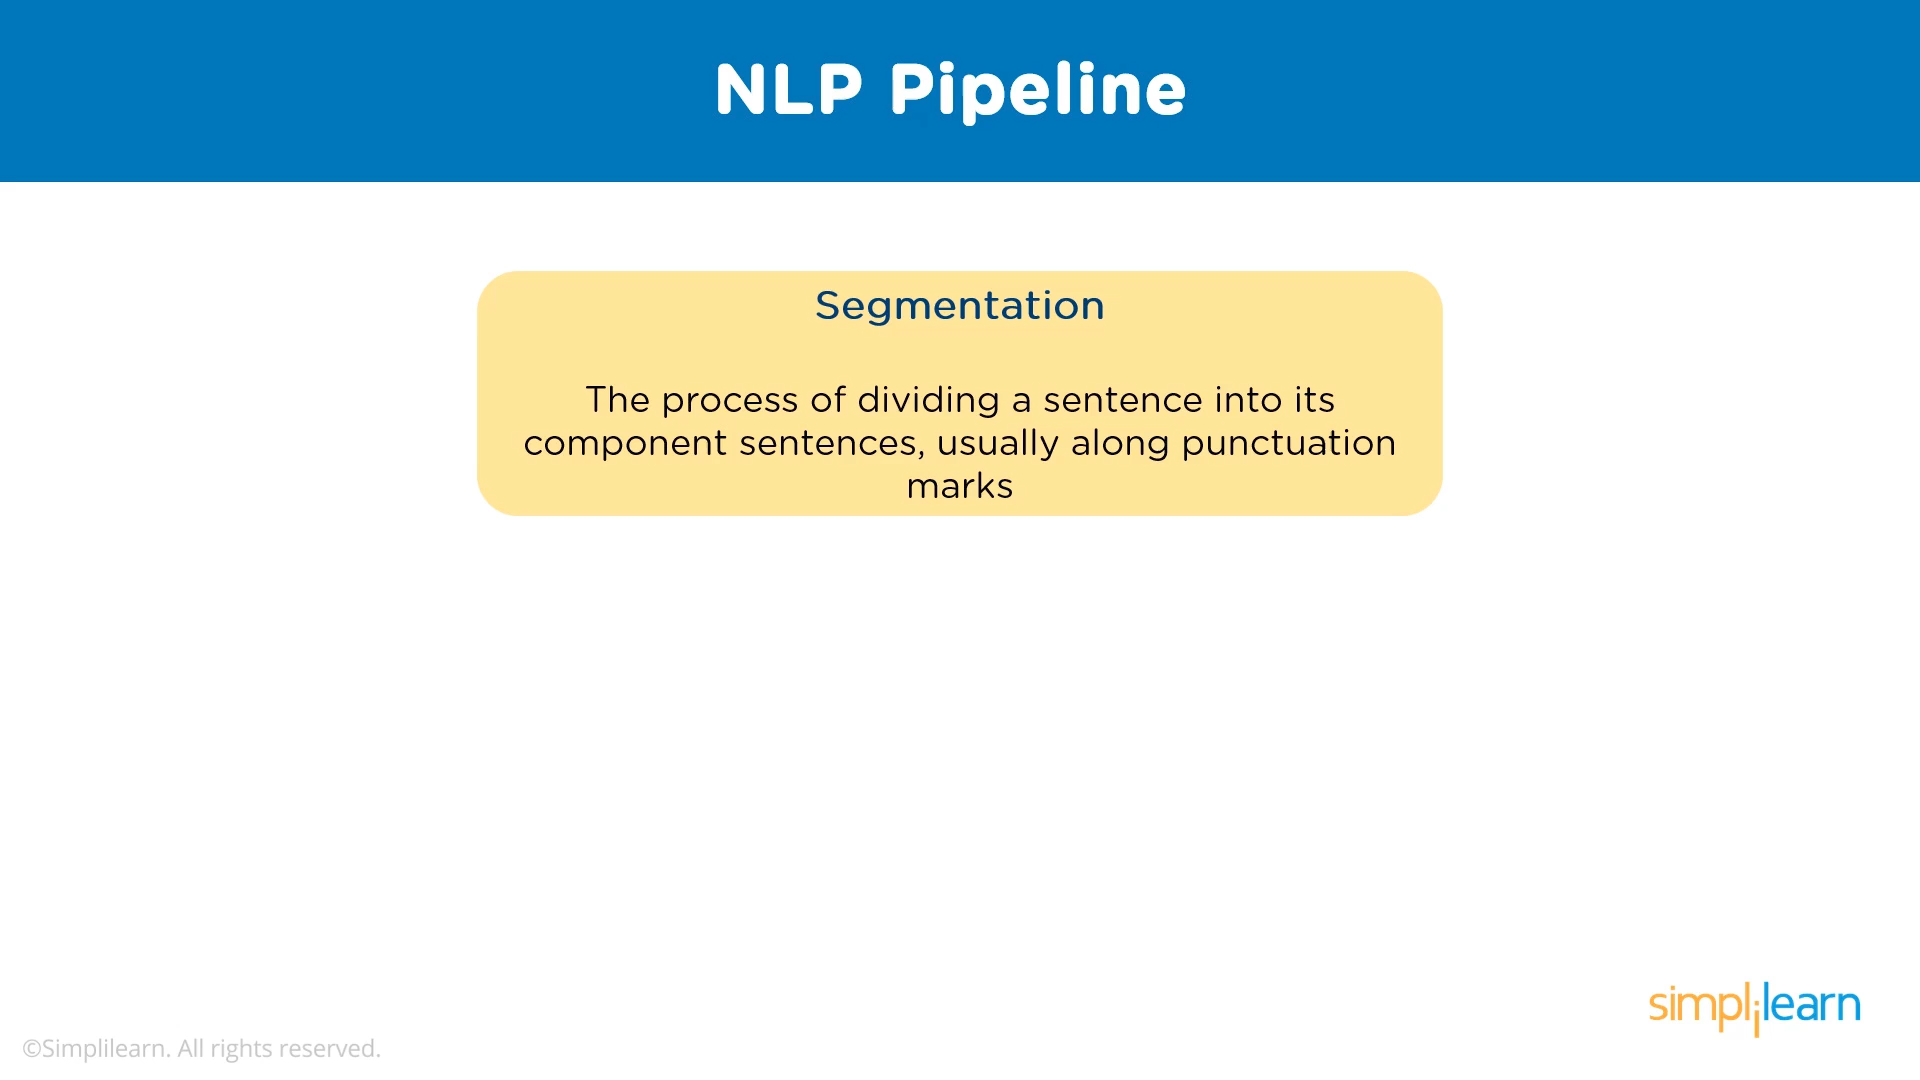 NLP Pipeline
Segmentation
The process of dividing a sentence into its
component sentences, usually along punctuation
marks
simplilearn
©Simplilearn. All rights reserved.